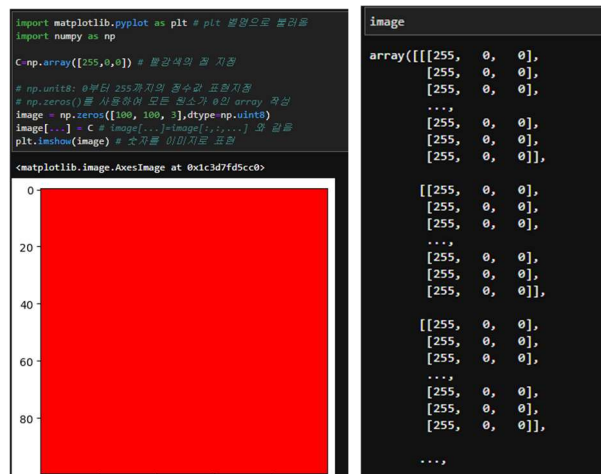 import matplotlib.pyplot as plt # plt 별명으로 불러옴
import numpy as np
C=np.array([255,0,0]) # 빨강색의 점 지정
# np.unit8: 0부터 255까지의 정수값 표현지정
# np.zeros()를 사용하여 모든 원소가 0인 array 작성
image = np.zeros([100, 100, 3],dtype=np.uint8)
image[...] = C # image[...]=image[:,:,...] 와 같음
plt.imshow(image) # 숫자를 이미지로 표현
<matplotlib.image.AxesImage at 0x1c3d7fd5cc0>
0
20
40
60
80
image
array([[[255, 0, 0],
[255, 0, 0],
[255, 0, 0],
...,
[255, 0, 0],
[255, 0, 0],
[255, 0, 0]],
[[255, 0, 0],
[255, 0, 0],
[255, 0, 0],
...,
[255, 0, 0],
[255, 0, 0],
[255, 0, 0]],
[[255, 0, 0],
[255, 0, 0],
[255, 0, 0],
...,
[255, 0, 0],
[255, 0, 0],
[255, 0, 0]],
...,